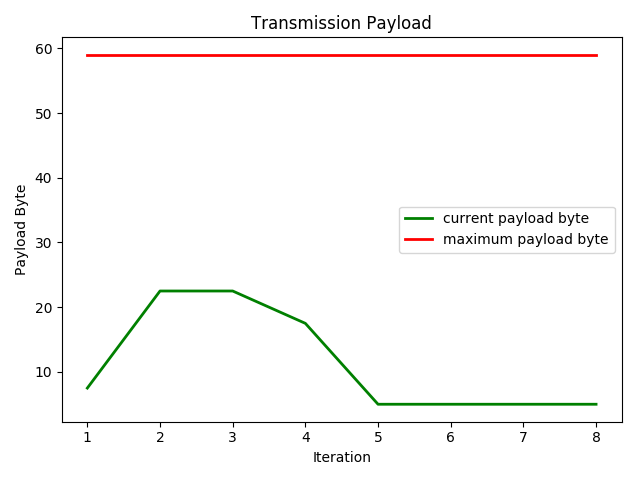 Transmission Payload
Payload Byte
60
50
40
30
20
10
current payload byte
maximum payload byte
1 2 3 4 5 6 7 8
Iteration